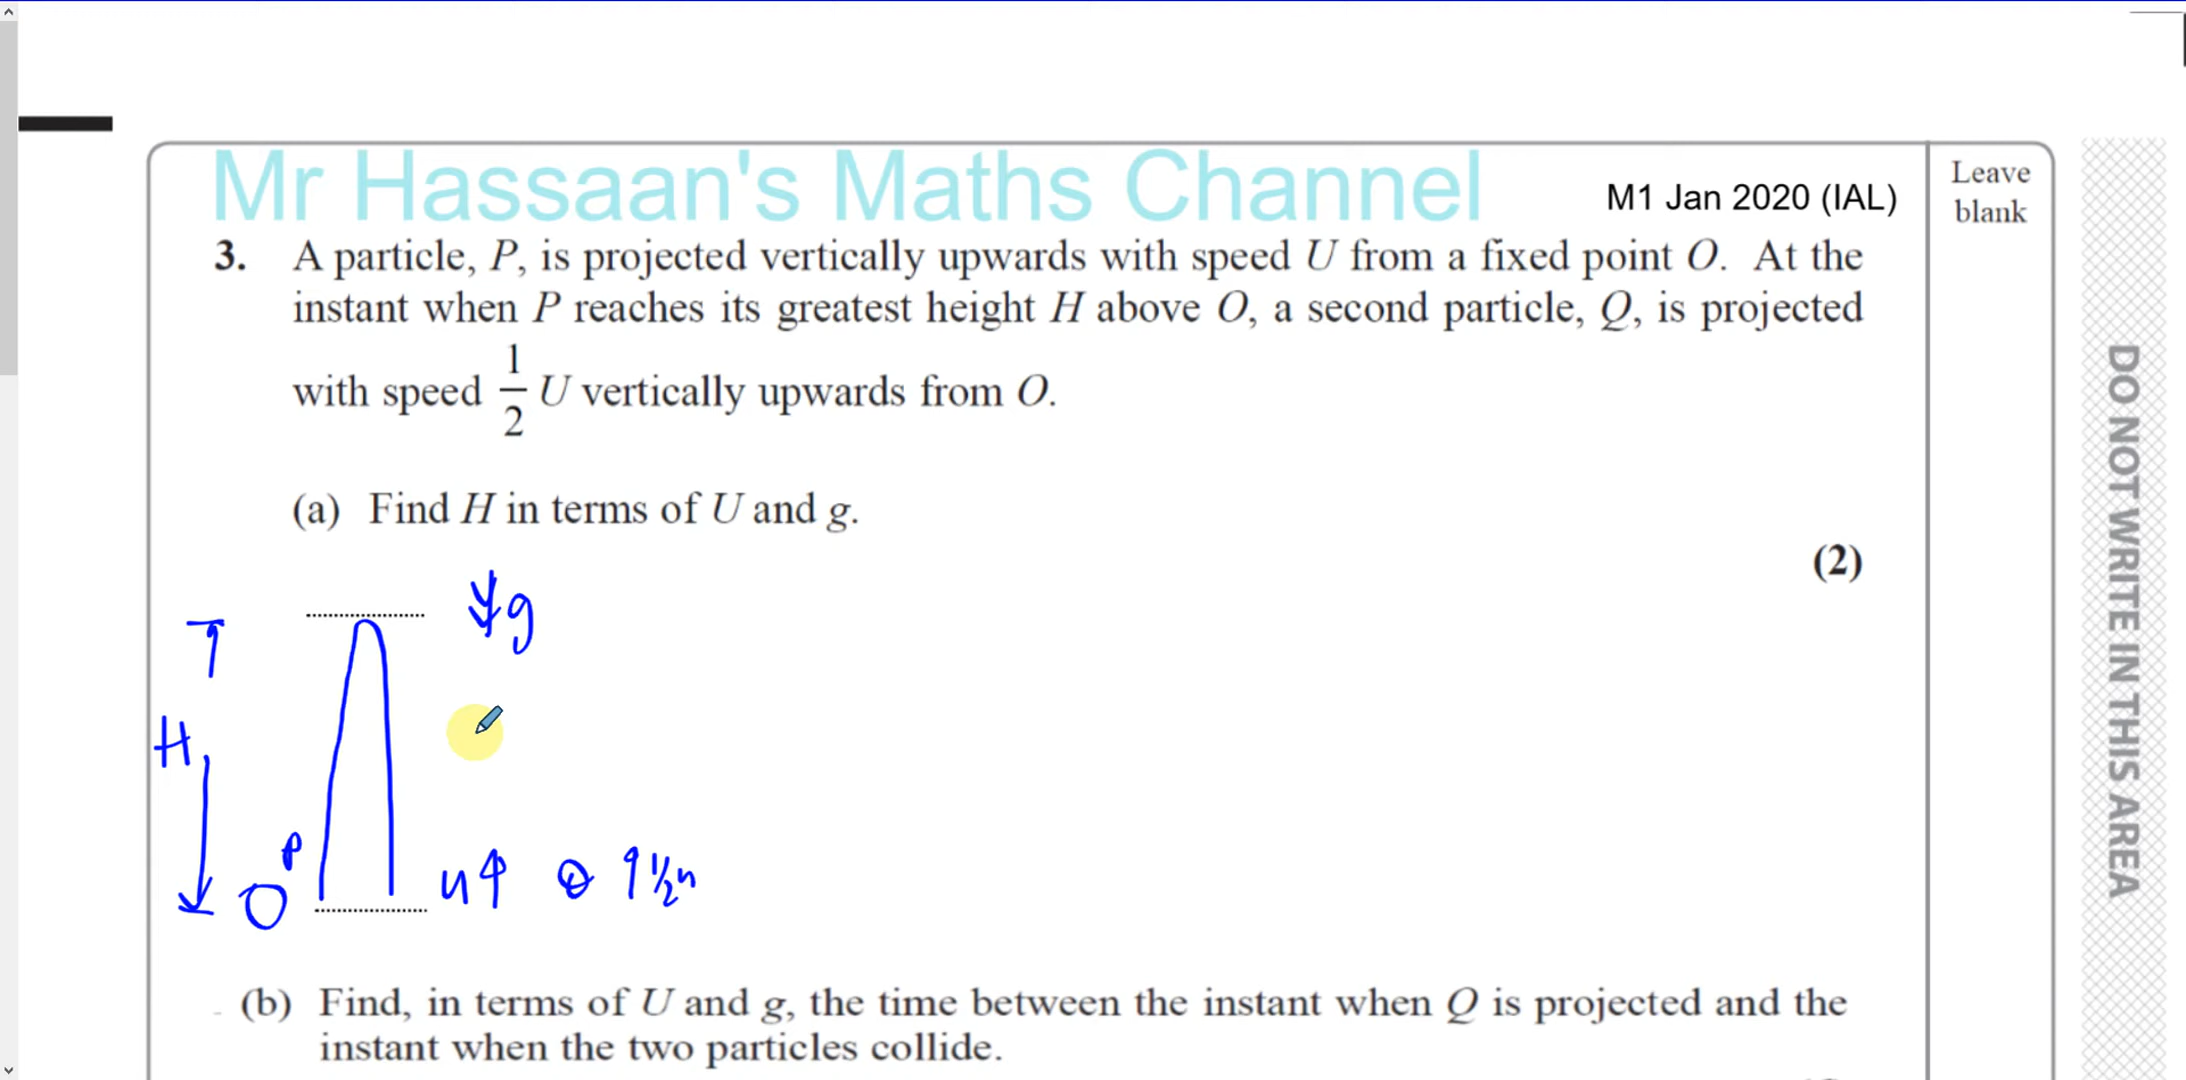 Mr Hassaan's Maths Channel
M1 Jan 2020 (IAL)
Leave
blank
3. A particle, P, is projected vertically upwards with speed U from a fixed point O. At the
instant when P reaches its greatest height H above O, a second particle, Q, is projected
with speed 1/2 U vertically upwards from O.
(a) Find H in terms of U and g.
(2)
g
H
P
O
u Q 1/2 u
(b) Find, in terms of U and g, the time between the instant when Q is projected and the
instant when the two particles collide.
DO NOT WRITE IN THIS AREA